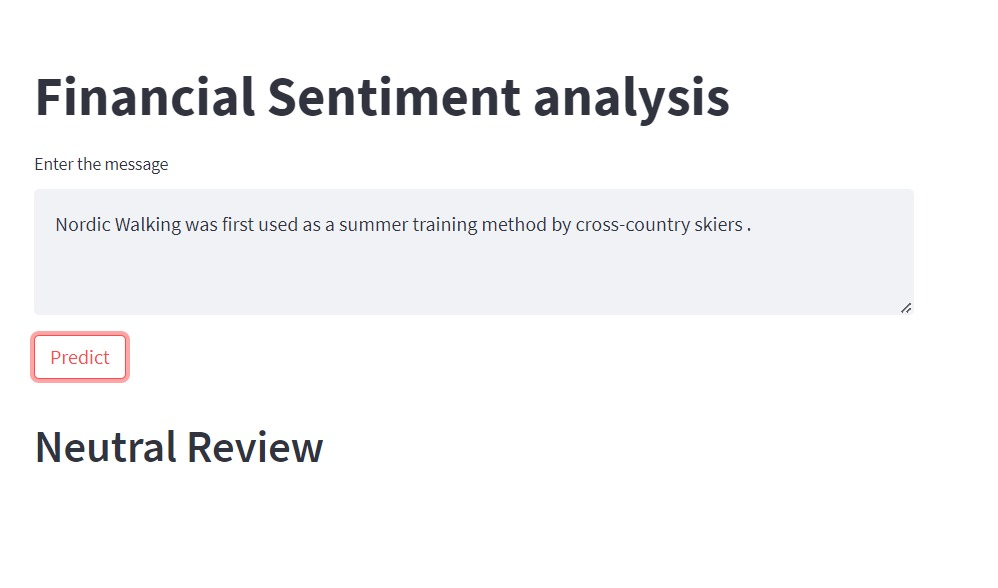 Financial Sentiment analysis
Enter the message
Nordic Walking was first used as a summer training method by cross-country skiers .
Predict
Neutral Review